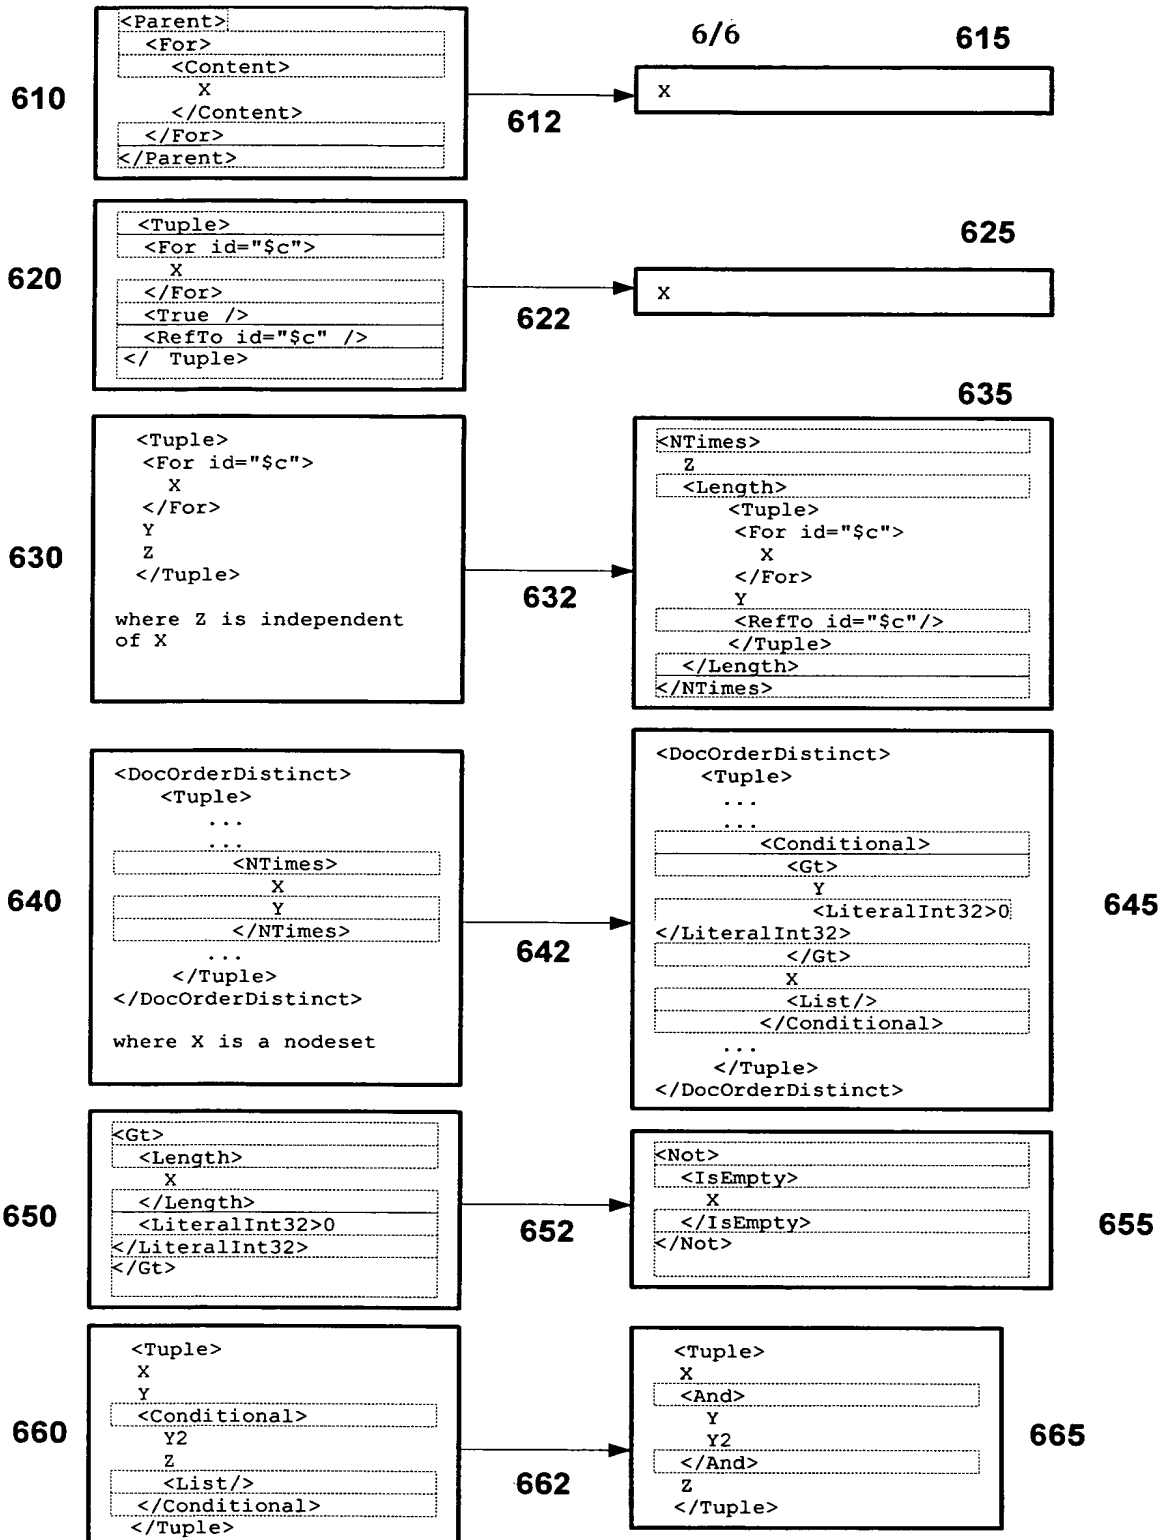 6/6
610
<Parent>
<For>
<Content>
X
</Content>
</For>
</Parent>
612
615
X
620
<Tuple>
<For id="$c">
X
</For>
<True />
<RefTo id="$c" />
</ Tuple>
622
625
X
630
<Tuple>
<For id="$c">
X
</For>
Y
Z
</Tuple>
where Z is independent
of X
632
635
<NTimes>
Z
<Length>
<Tuple>
<For id="$c">
X
</For>
Y
<RefTo id="$c"/>
</Tuple>
</Length>
</NTimes>
640
<DocOrderDistinct>
<Tuple>
...
...
<NTimes>
X
Y
</NTimes>
...
</Tuple>
</DocOrderDistinct>
where X is a nodeset
642
<DocOrderDistinct>
<Tuple>
...
...
<Conditional>
<Gt>
Y
<LiteralInt32>0
</LiteralInt32>
</Gt>
X
<List/>
</Conditional>
...
</Tuple>
</DocOrderDistinct>
645
650
<Gt>
<Length>
X
</Length>
<LiteralInt32>0
</LiteralInt32>
</Gt>
652
<Not>
<IsEmpty>
X
</IsEmpty>
</Not>
655
660
<Tuple>
X
Y
<Conditional>
Y2
Z
<List/>
</Conditional>
</Tuple>
662
<Tuple>
X
<And>
Y
Y2
</And>
Z
</Tuple>
665